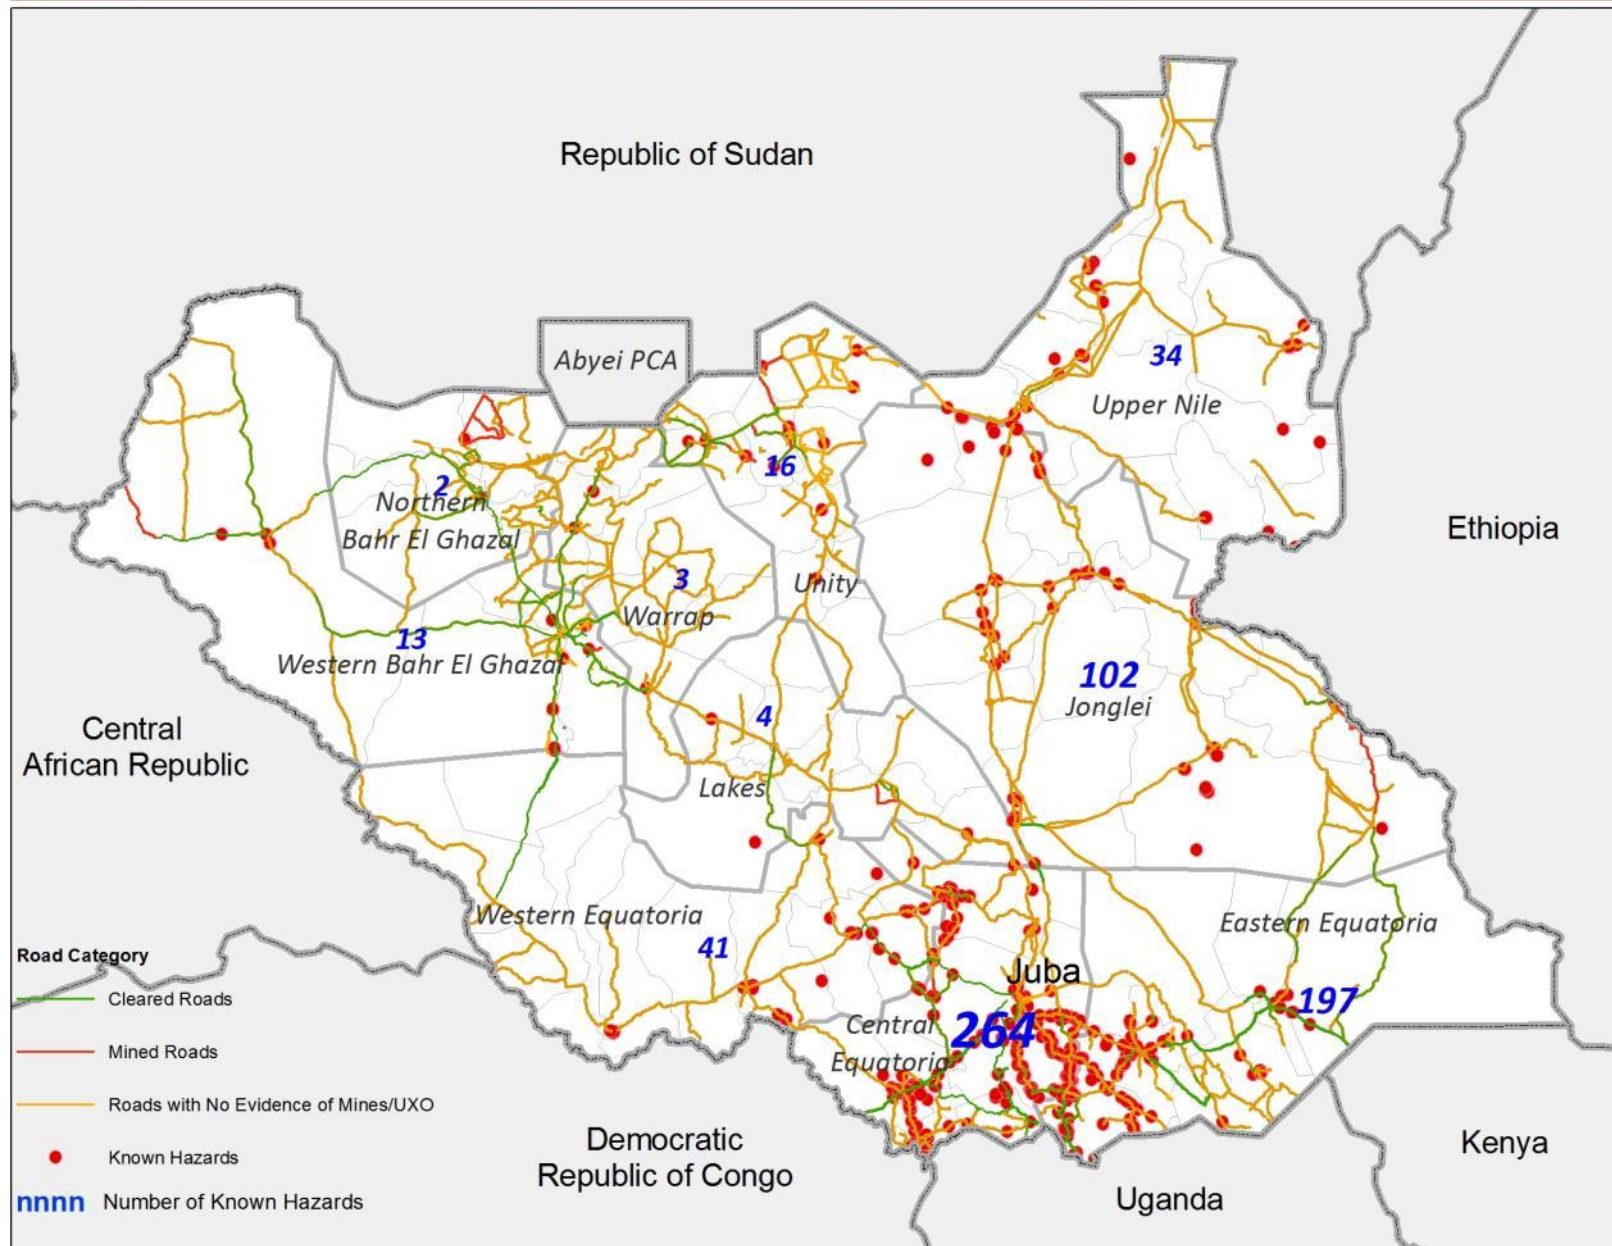 Republic of Sudan
Abyei PCA
34
Upper Nile
16
2
Northern
Bahr El Ghazal
Ethiopia
3
Unity
Warrap
13
Western Bahr El Ghazal
102
Jonglei
4
Central
African Republic
Lakes
Western Equatoria
Eastern Equatoria
41
Juba
197
Central
Equatoria
264
Road Category
Cleared Roads
Mined Roads
Roads with No Evidence of Mines/UXO
Known Hazards
nnnn Number of Known Hazards
Democratic
Republic of Congo
Kenya
Uganda